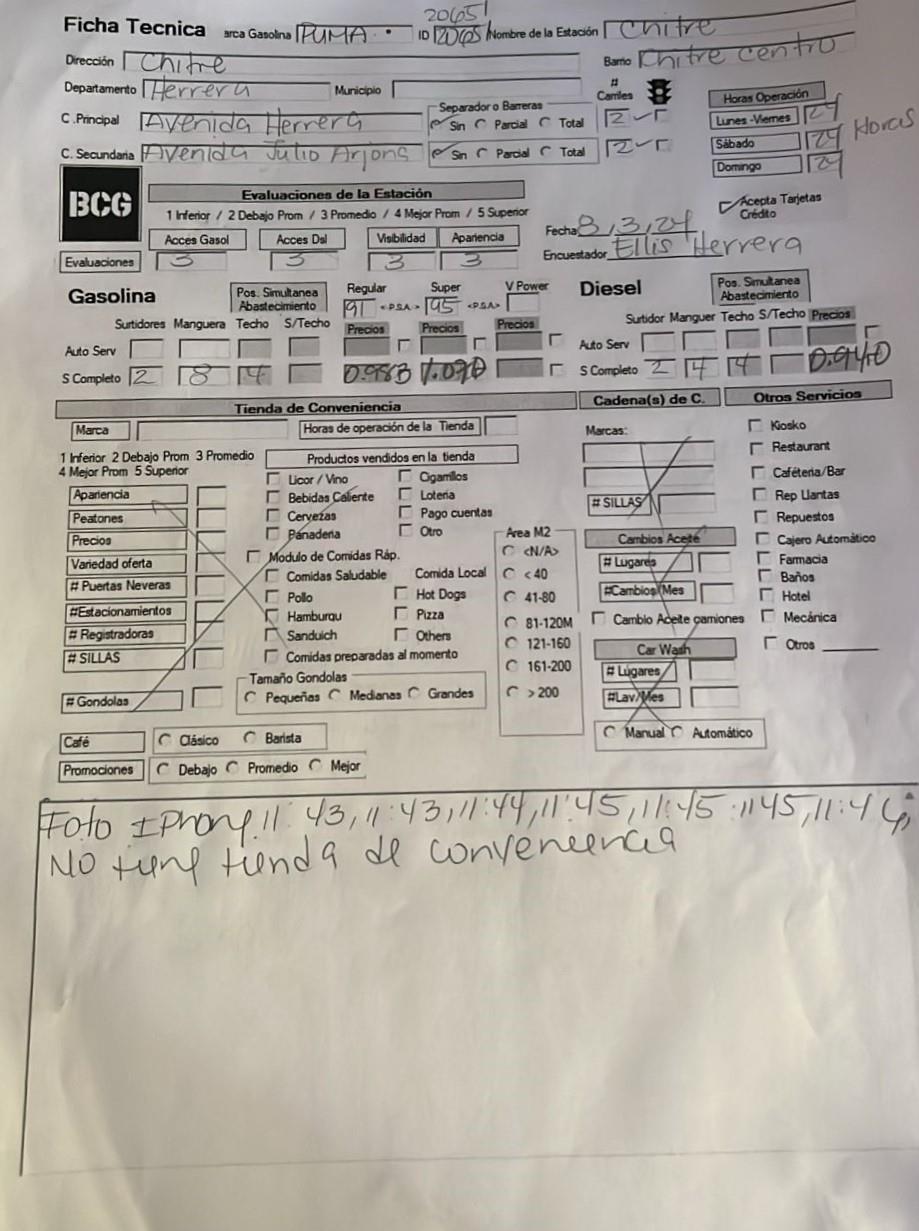 20651
Ficha Tecnica arca Gasolina PUMA ID 20651 Nombre de la Estación Chitre
Dirección Chitre Barrio Chitre centro
Departamento Herrera Municipio # Carriles Horas Operación
C .Principal Avenida Herrera Separador o Barreras Sin Parcial Total 2 Lunes -Viernes 24
C. Secundaria Avenida Julio Arjona Sin Parcial Total 2 Sábado 24 Horas
Domingo 24
BCG Evaluaciones de la Estación
1 Inferior / 2 Debajo Prom / 3 Promedio / 4 Mejor Prom / 5 Superior
Acepta Tarjetas Crédito
Acces Gasol Acces Dsl Visibilidad Apariencia Fecha 8,3,24
Evaluaciones 3 3 3 3 Encuestador Ellis Herrera
Gasolina Pos. Simultanea Abastecimiento Regular Super V Power Diesel Pos. Simultanea Abastecimiento
91 <P.S.A.> 95 <P.S.A>
Surtidores Manguera Techo S/Techo Precios Precios Precios Surtidor Manguer Techo S/Techo Precios
Auto Serv Auto Serv
S Completo 2 8 4 0.983 1.070 S Completo 2 4 4 0.940
Tienda de Conveniencia Cadena(s) de C. Otros Servicios
Marca Horas de operación de la Tienda Marcas: Kiosko
1 Inferior 2 Debajo Prom 3 Promedio Productos vendidos en la tienda Restaurant
4 Mejor Prom 5 Superior Licor / Vino Cigarrillos Caféteria/Bar
Apariencia Bebidas Caliente Loteria # SILLAS Rep Llantas
Peatones Cervezas Pago cuentas Repuestos
Precios Panaderia Otro Area M2 Cambios Aceite Cajero Automático
Variedad oferta Modulo de Comidas Ráp. <N/A> # Lugares Farmacia
# Puertas Neveras Comidas Saludable Comida Local < 40 #Cambios/Mes Baños
#Estacionamientos Pollo Hot Dogs 41-80 Hotel
# Registradoras Hamburqu Pizza 81-120M Cambio Aceite camiones Mecánica
# SILLAS Sanduich Others 121-160 Car Wash Otros
Comidas preparadas al momento 161-200 # Lugares
# Gondolas Tamaño Gondolas Pequeñas Medianas Grandes > 200 #Lav/Mes
Café Clásico Barista Manual Automático
Promociones Debajo Promedio Mejor
Foto IPhone 11:43, 11:43, 11:44, 11:45, 11:45 1145, 11:46,
No tiene tienda de conveniencia